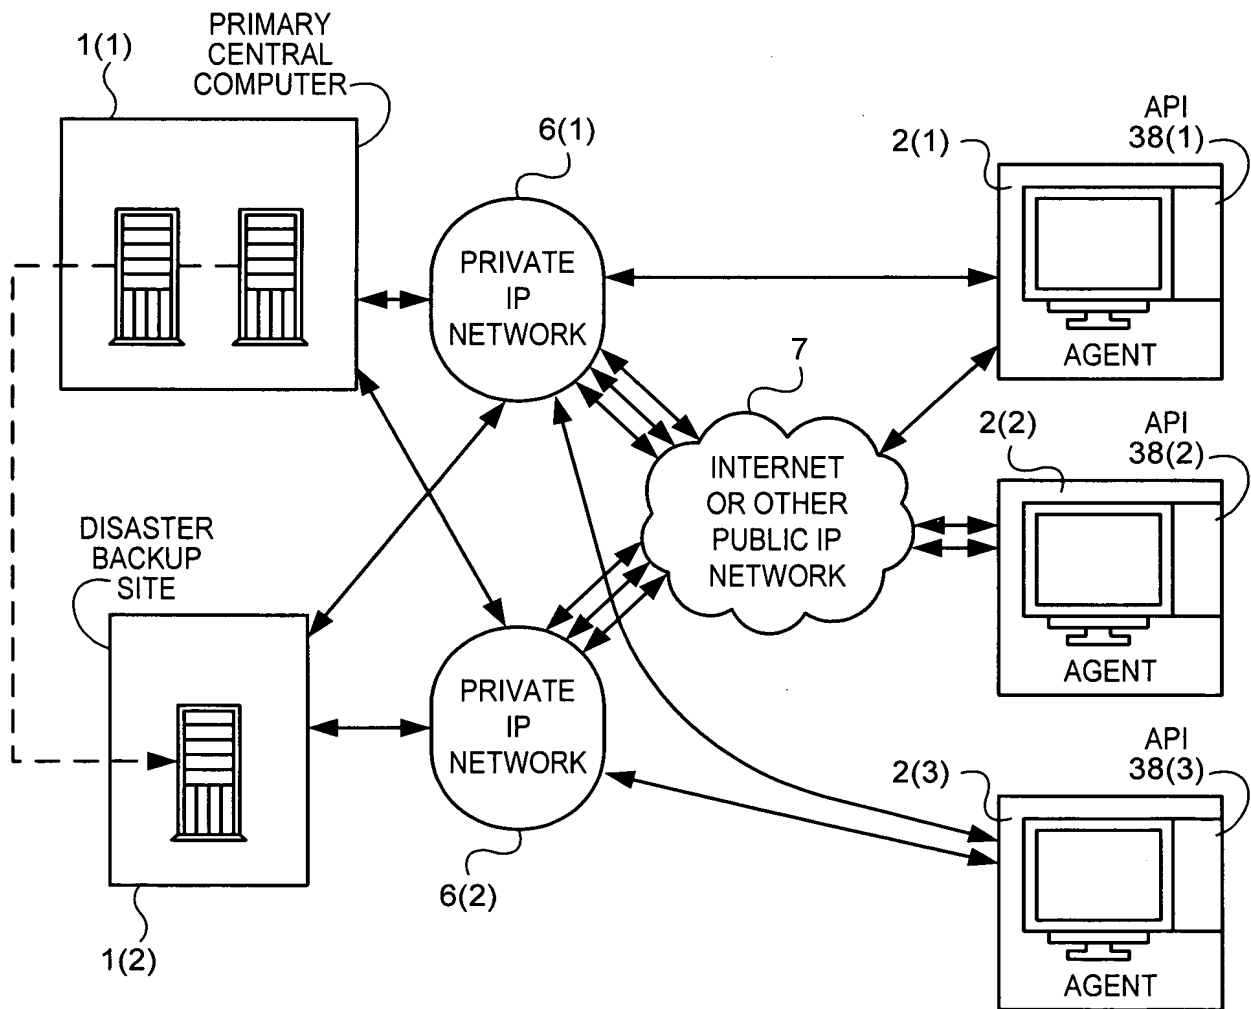 PRIMARY
CENTRAL
COMPUTER
1(1)
6(1)
PRIVATE
IP
NETWORK
2(1)
API
38(1)
AGENT
7
INTERNET
OR OTHER
PUBLIC IP
NETWORK
2(2)
API
38(2)
AGENT
DISASTER
BACKUP
SITE
1(2)
PRIVATE
IP
NETWORK
6(2)
2(3)
API
38(3)
AGENT